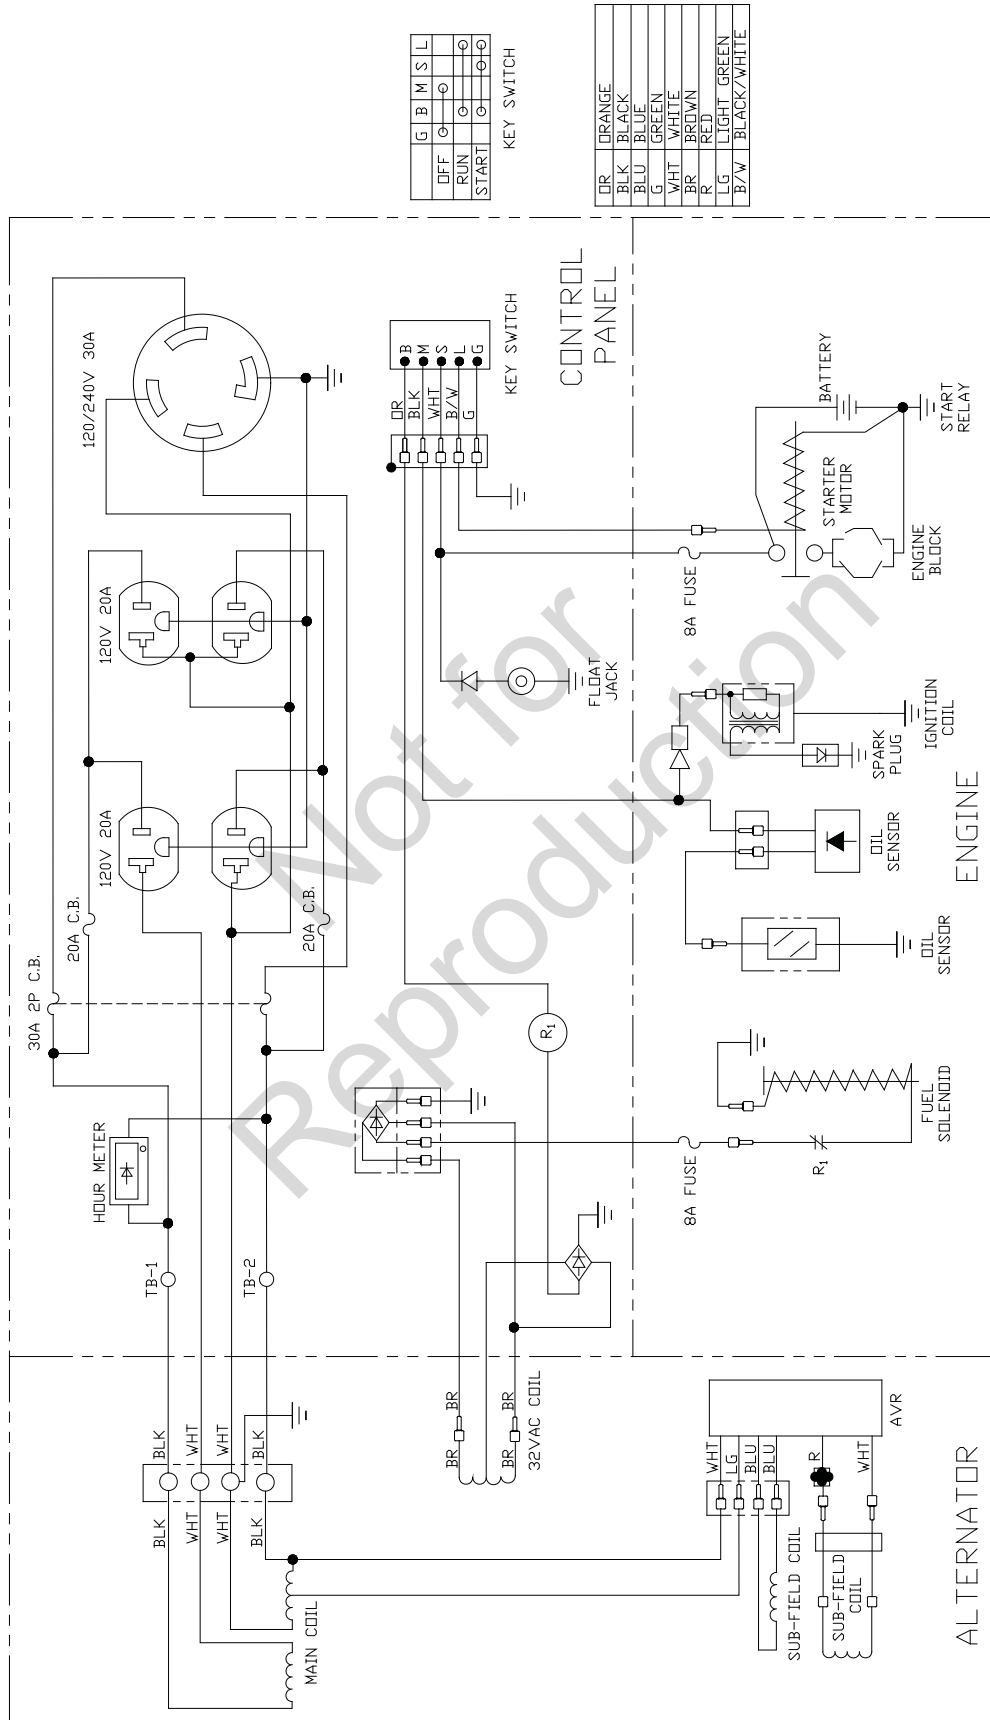 G B M S L
OFF
RUN
START
KEY SWITCH
OR ORANGE
BLK BLACK
BLU BLUE
G GREEN
WHT WHITE
BR BROWN
R RED
LG LIGHT GREEN
B/W BLACK/WHITE
CONTROL
PANEL
30A 2P C.B.
20A C.B.
120V 20A
120V 20A
120/240V 30A
20A C.B.
HOUR METER
TB-1
TB-2
OR
BLK
WHT
B/W
G
B
M
S
L
G
KEY SWITCH
R1
FLOAT
JACK
8A FUSE
8A FUSE
BLK
WHT
WHT
BLK
BLK
WHT
WHT
BLK
MAIN COIL
BR BR
BR BR
32VAC COIL
WHT
LG
BLU
BLU
R
WHT
AVR
SUB-FIELD COIL
SUB-FIELD
COIL
ALTERNATOR
R1
FUEL
SOLENOID
OIL
SENSOR
OIL
SENSOR
SPARK
PLUG
IGNITION
COIL
ENGINE
BLOCK
STARTER
MOTOR
BATTERY
START
RELAY
ENGINE
Not for
Reproduction